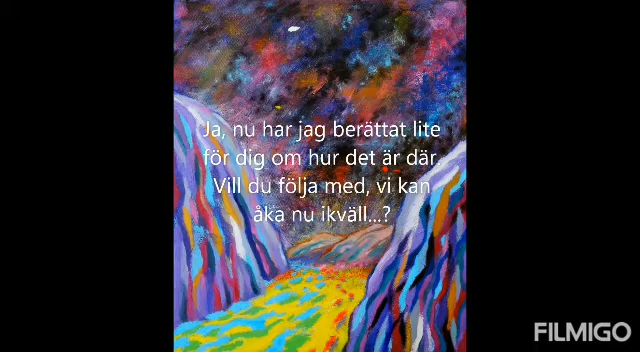 Ja, nu har jag berättat lite
för dig om hur det är där.
Vill du följa med, vi kan
åka nu ikväll...?
FILMIGO